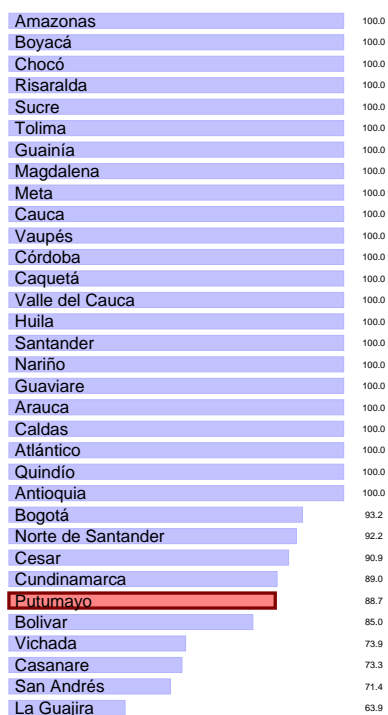 Amazonas 100.0
Boyacá 100.0
Chocó 100.0
Risaralda 100.0
Sucre 100.0
Tolima 100.0
Guainía 100.0
Magdalena 100.0
Meta 100.0
Cauca 100.0
Vaupés 100.0
Córdoba 100.0
Caquetá 100.0
Valle del Cauca 100.0
Huila 100.0
Santander 100.0
Nariño 100.0
Guaviare 100.0
Arauca 100.0
Caldas 100.0
Atlántico 100.0
Quindío 100.0
Antioquia 100.0
Bogotá 93.2
Norte de Santander 92.2
Cesar 90.9
Cundinamarca 89.0
Putumayo 88.7
Bolivar 85.0
Vichada 73.9
Casanare 73.3
San Andrés 71.4
La Guajira 63.9